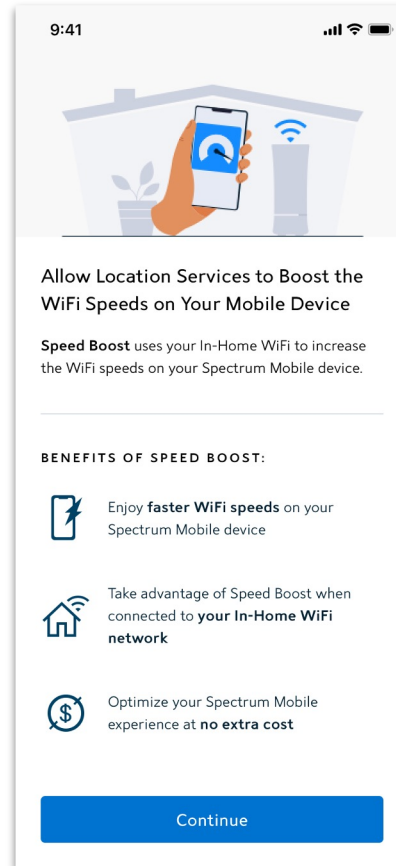 9:41
Allow Location Services to Boost the
WiFi Speeds on Your Mobile Device
Speed Boost uses your In-Home WiFi to increase
the WiFi speeds on your Spectrum Mobile device.
BENEFITS OF SPEED BOOST:
Enjoy faster WiFi speeds on your
Spectrum Mobile device
Take advantage of Speed Boost when
connected to your In-Home WiFi
network
$
Optimize your Spectrum Mobile
experience at no extra cost
Continue